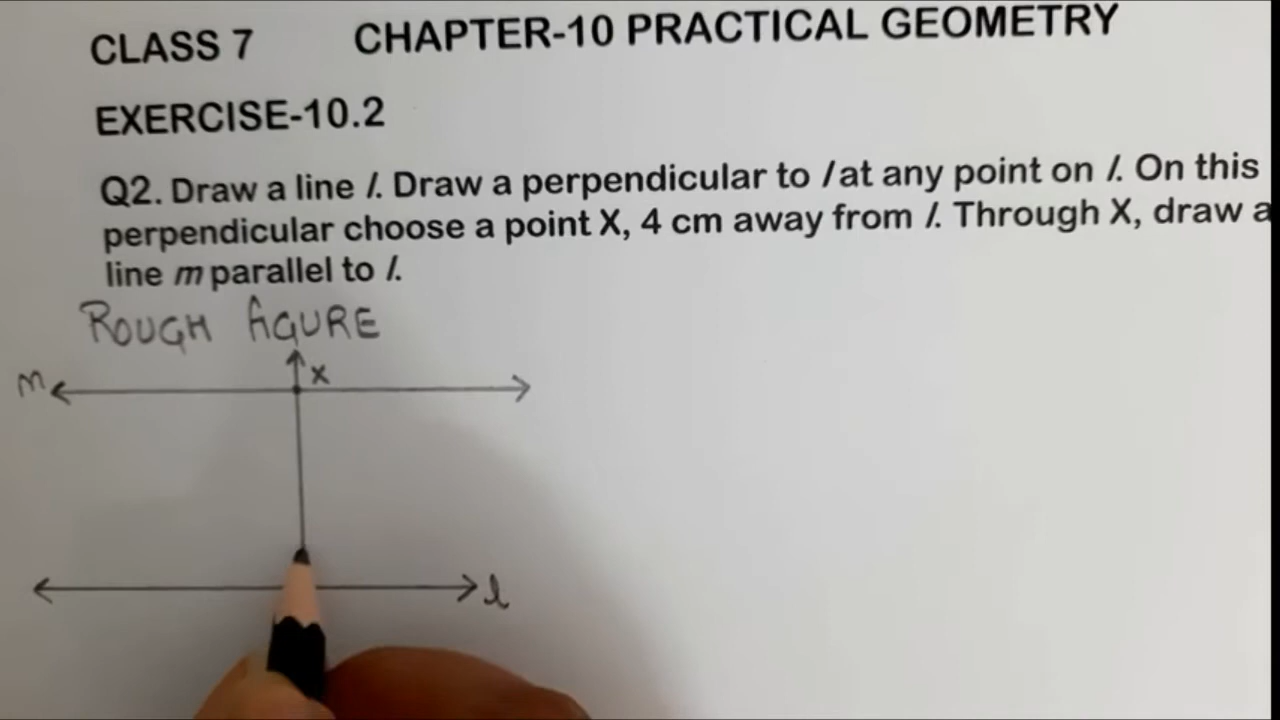 CLASS 7 CHAPTER-10 PRACTICAL GEOMETRY
EXERCISE-10.2
Q2. Draw a line l. Draw a perpendicular to l at any point on l. On this
perpendicular choose a point X, 4 cm away from l. Through X, draw a
line m parallel to l.
ROUGH FIGURE
X
m
l